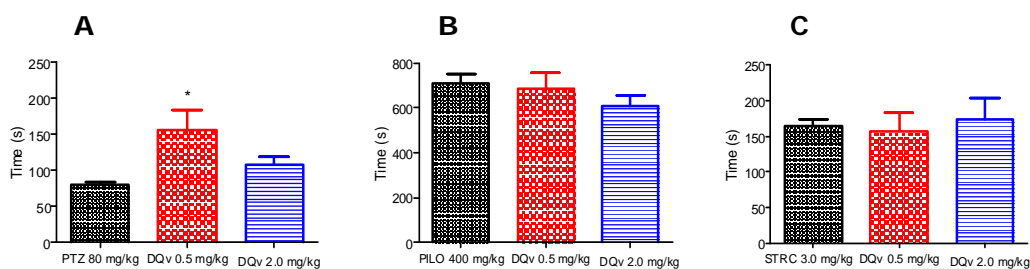 A
Time (s)
250
200
150
100
50
0
*
PTZ 80 mg/kg DQv 0.5 mg/kg DQv 2.0 mg/kg
B
Time (s)
800
600
400
200
0
PILO 400 mg/kg DQv 0.5 mg/kg DQv 2.0 mg/kg
C
Time (s)
250
200
150
100
50
0
STRC 3.0 mg/kg DQv 0.5 mg/kg DQv 2.0 mg/kg